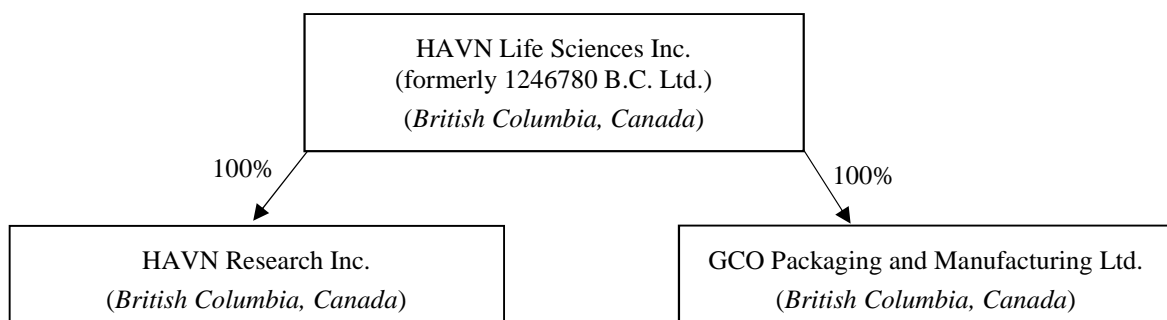 HAVN Life Sciences Inc.
(formerly 1246780 B.C. Ltd.)
(British Columbia, Canada)
100%
100%
HAVN Research Inc.
(British Columbia, Canada)
GCO Packaging and Manufacturing Ltd.
(British Columbia, Canada)